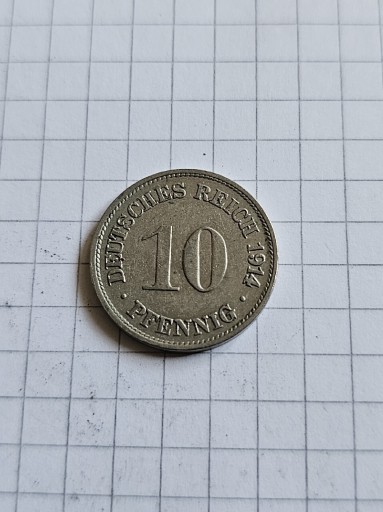 DEUTSCHES REICH 1914
10
· PFENNIG ·